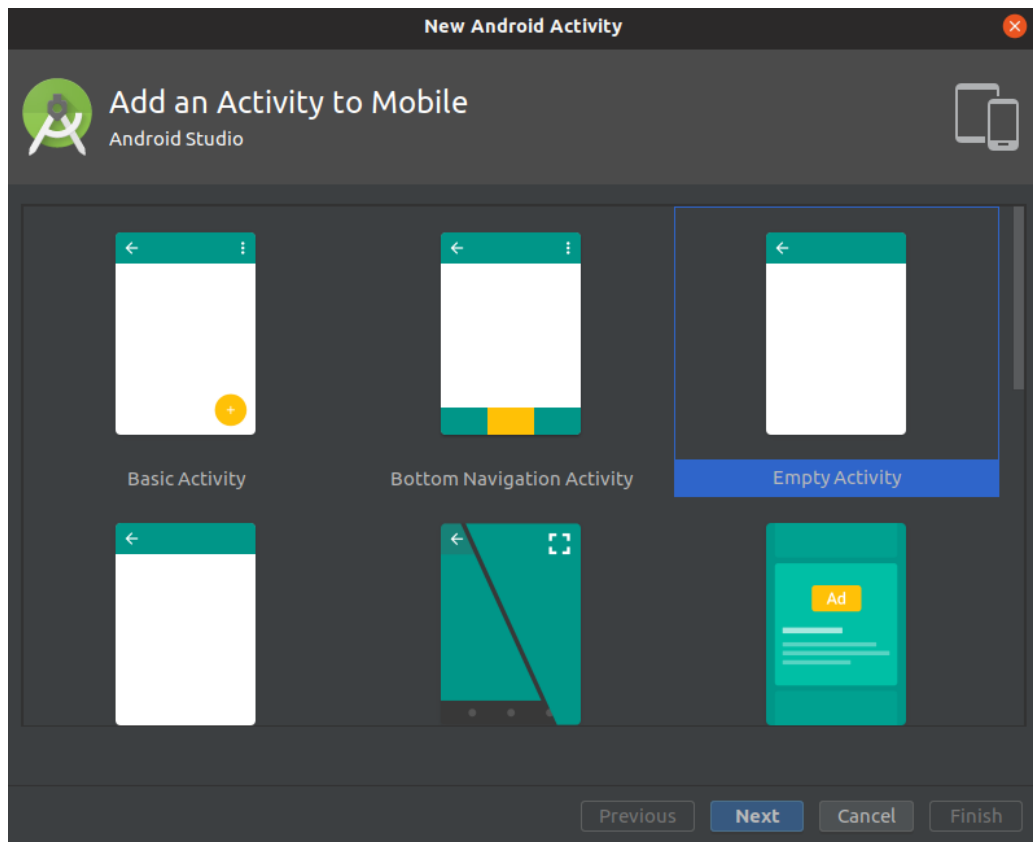 New Android Activity
Add an Activity to Mobile
Android Studio
+
Basic Activity
Bottom Navigation Activity
Empty Activity
Ad
Previous
Next
Cancel
Finish